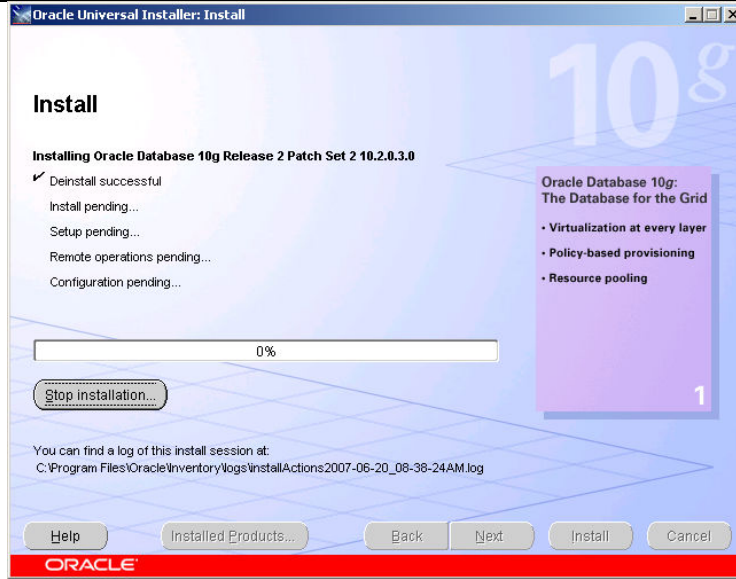 Oracle Universal Installer: Install
10g
Install
Installing Oracle Database 10g Release 2 Patch Set 2 10.2.0.3.0
Deinstall successful
Install pending...
Setup pending...
Remote operations pending...
Configuration pending...
Oracle Database 10g:
The Database for the Grid
• Virtualization at every layer
• Policy-based provisioning
• Resource pooling
0%
Stop installation...
1
You can find a log of this install session at:
C:\Program Files\Oracle\Inventory\logs\installActions2007-06-20_08-38-24AM.log
Help
Installed Products...
Back
Next
Install
Cancel
ORACLE